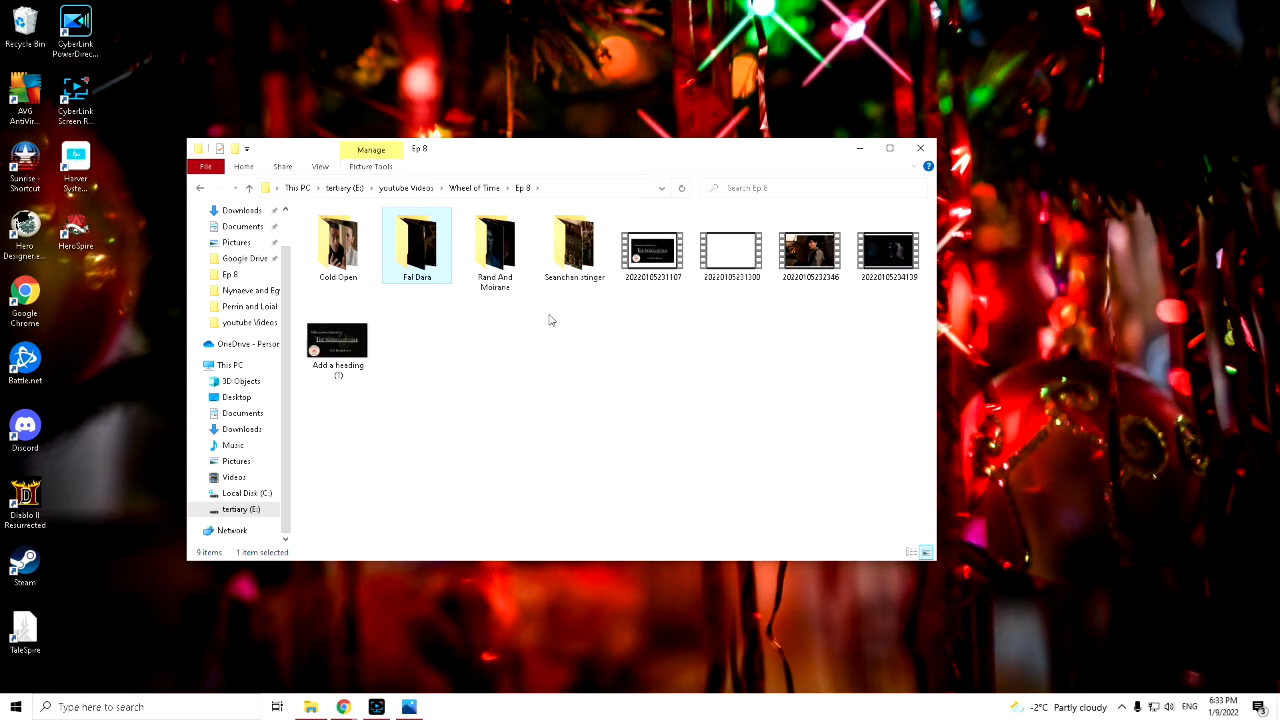 Recycle Bin
CyberLink
PowerDirec...
AVG
AntiVir...
CyberLink
Screen R...
Sunrise -
Shortcut
Harver
Syste...
Hero
Designer.e...
HeroSpire
Google
Chrome
Battle.net
Discord
Diablo II
Resurrected
Steam
TaleSpire
Manage
Ep 8
File
Home
Share
View
Picture Tools
This PC
tertiary (E:)
youtube Videos
Wheel of Time
Ep 8
Search Ep 8
Downloads
Documents
Pictures
Google Drive
Ep 8
Nynaeve and Eg
Perrin and Loial
youtube Videos
OneDrive - Person
This PC
3D Objects
Desktop
Documents
Downloads
Music
Pictures
Videos
Local Disk (C:)
tertiary (E:)
Network
Cold Open
Fal Dara
Rand And
Moirane
Seanchan stinger
20220105231107
20220105231300
20220105232346
20220105234139
Add a heading
(1)
9 items
1 item selected
Type here to search
-2°C Partly cloudy
ENG
6:33 PM
1/9/2022
3